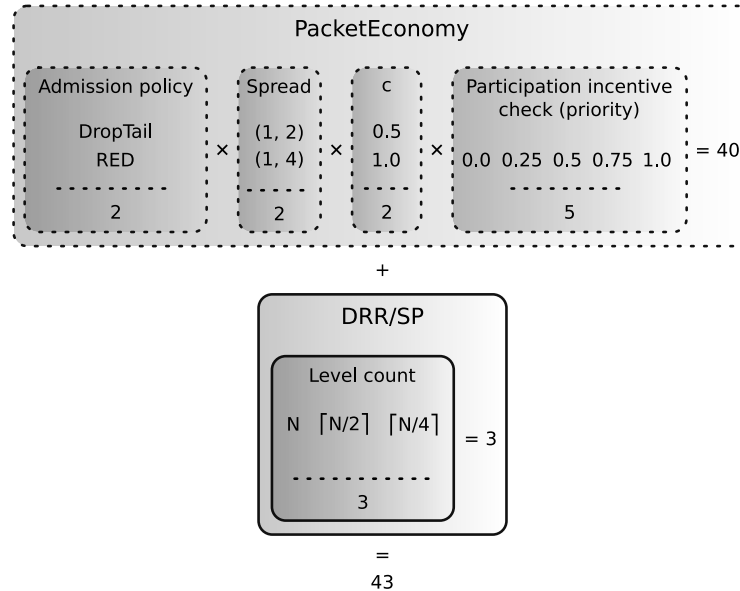 PacketEconomy
Admission policy
DropTail
RED
2
×
Spread
(1, 2)
(1, 4)
2
×
c
0.5
1.0
2
×
Participation incentive
check (priority)
0.0 0.25 0.5 0.75 1.0
5
= 40
+
DRR/SP
Level count
N ⌈N/2⌉ ⌈N/4⌉
3
= 3
=
43